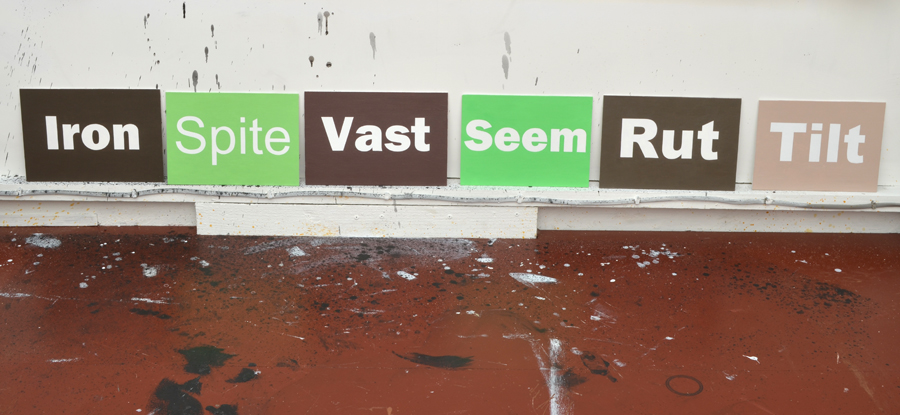 Iron Spite Vast Seem Rut Tilt